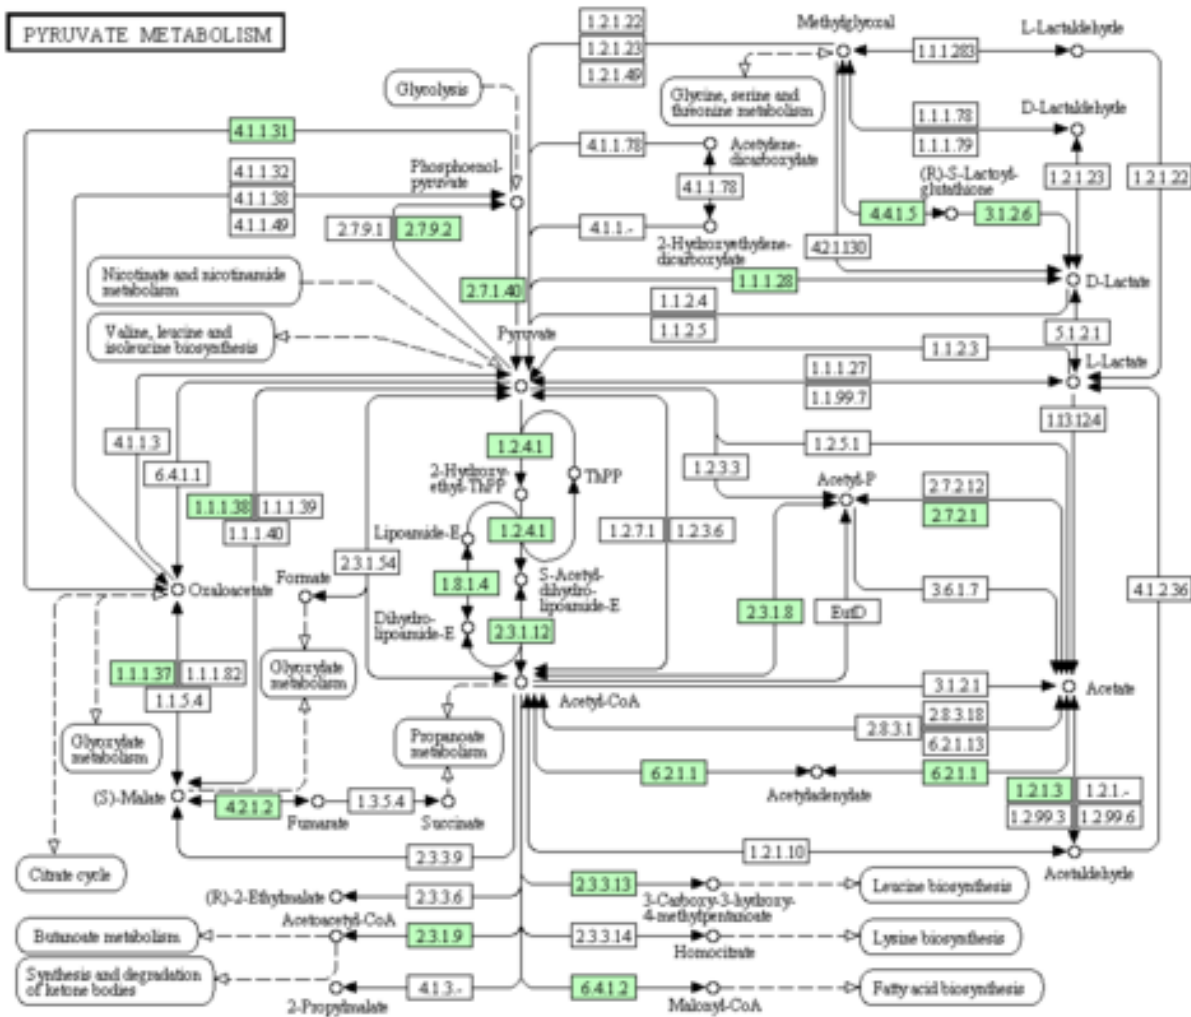 PYRUVATE METABOLISM
1.2.1.22
1.2.1.23
1.2.1.49
Methylglyoxal
1.1.1.283
L-Lactaldehyde
Glycolysis
Glycine, serine and
threonine metabolism
1.1.1.78
1.1.1.79
D-Lactaldehyde
4.1.1.31
4.1.1.32
4.1.1.38
4.1.1.49
Phosphoenol-
pyruvate
4.1.1.78
Acetylene-
dicarboxylate
4.1.1.78
(R)-S-Lactoyl-
glutathione
1.2.1.23
1.2.1.22
2.7.9.1
2.7.9.2
4.1.1.-
2-Hydroxyethylene-
dicarboxylate
4.4.1.5
3.1.2.6
4.2.1.130
Nicotinate and nicotinamide
metabolism
2.7.1.40
1.1.1.28
D-Lactate
1.1.2.4
1.1.2.5
Valine, leucine and
isoleucine biosynthesis
Pyruvate
5.1.2.1
1.1.2.3
L-Lactate
1.1.1.27
1.1.99.7
1.13.12.4
4.1.1.3
6.4.1.1
1.2.4.1
1.2.5.1
1.2.3.3
2-Hydroxy-
ethyl-ThPP
ThPP
Acetyl-P
2.7.2.12
2.7.2.1
1.1.1.38
1.1.1.39
1.1.1.40
Lipoamide-E
1.2.4.1
1.2.7.1
1.2.3.6
2.3.1.54
Oxaloacetate
Formate
1.8.1.4
S-Acetyl-
dihydro-
lipoamide-E
2.3.1.8
EutD
3.6.1.7
4.1.2.36
Dihydro-
lipoamide-E
2.3.1.12
1.1.1.37
1.1.1.82
1.1.5.4
Glyoxylate
metabolism
Acetyl-CoA
3.1.2.1
Acetate
Glyoxylate
metabolism
Propanoate
metabolism
2.8.3.1
2.8.3.18
6.2.1.13
6.2.1.1
Acetyladenylate
6.2.1.1
(S)-Malate
4.2.1.2
Fumarate
1.3.5.4
Succinate
1.2.1.3
1.2.1.-
1.2.99.3
1.2.99.6
2.3.3.9
1.2.1.10
Acetaldehyde
Citrate cycle
(R)-2-Ethylmalate
2.3.3.6
2.3.3.13
3-Carboxy-3-hydroxy-
4-methylpentanoate
Leucine biosynthesis
Butanoate metabolism
Acetoacetyl-CoA
2.3.1.9
2.3.3.14
Homocitrate
Lysine biosynthesis
Synthesis and degradation
of ketone bodies
2-Propylmalate
4.1.3.-
6.4.1.2
Malonyl-CoA
Fatty acid biosynthesis